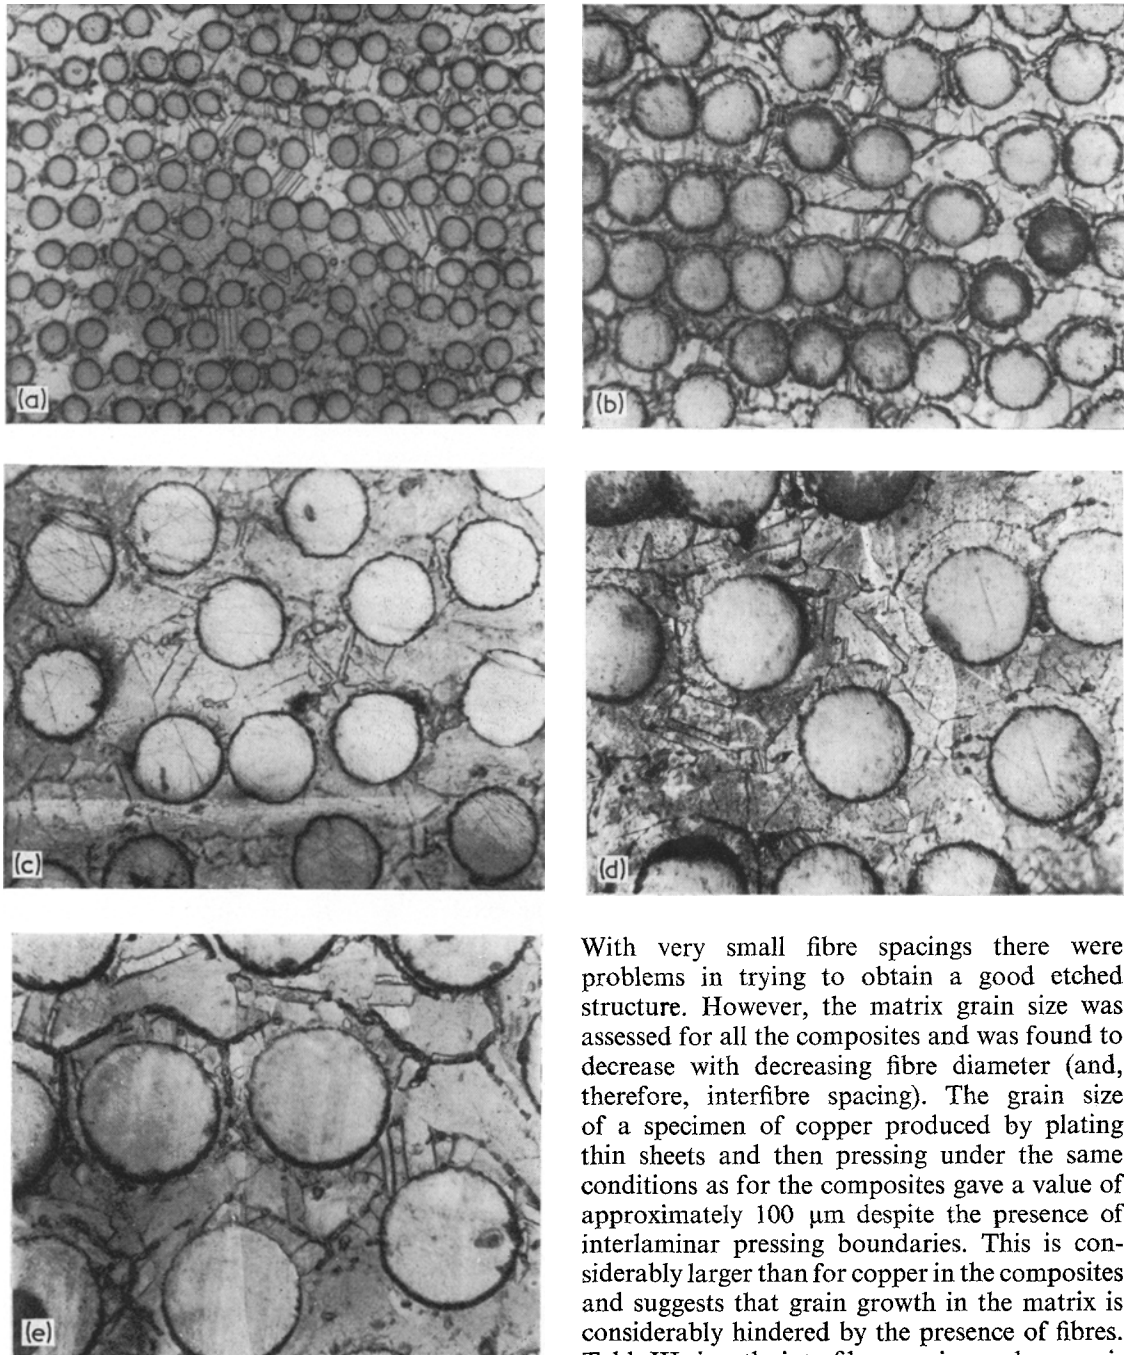 (a)
(b)
(c)
(d)
(e)
With very small fibre spacings there were
problems in trying to obtain a good etched
structure. However, the matrix grain size was
assessed for all the composites and was found to
decrease with decreasing fibre diameter (and,
therefore, interfibre spacing). The grain size
of a specimen of copper produced by plating
thin sheets and then pressing under the same
conditions as for the composites gave a value of
approximately 100 μm despite the presence of
interlaminar pressing boundaries. This is con-
siderably larger than for copper in the composites
and suggests that grain growth in the matrix is
considerably hindered by the presence of fibres.